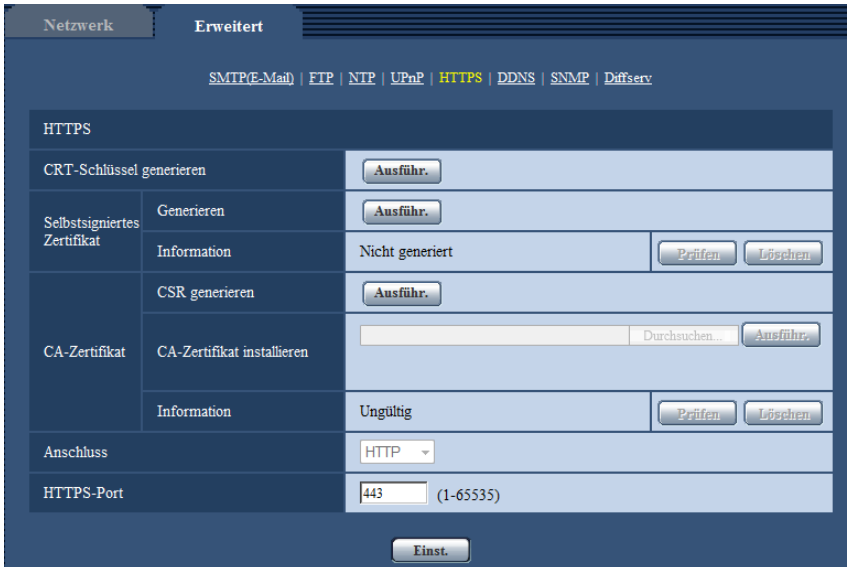 Netzwerk Erweitert
SMTP(E-Mail) | FTP | NTP | UPnP | HTTPS | DDNS | SNMP | Diffserv
HTTPS
CRT-Schlüssel generieren Ausführ.
Selbstsigniertes Zertifikat
Generieren Ausführ.
Information Nicht generiert Prüfen Löschen
CA-Zertifikat
CSR generieren Ausführ.
CA-Zertifikat installieren Durchsuchen... Ausführ.
Information Ungültig Prüfen Löschen
Anschluss HTTP
HTTPS-Port 443 (1-65535)
Einst.